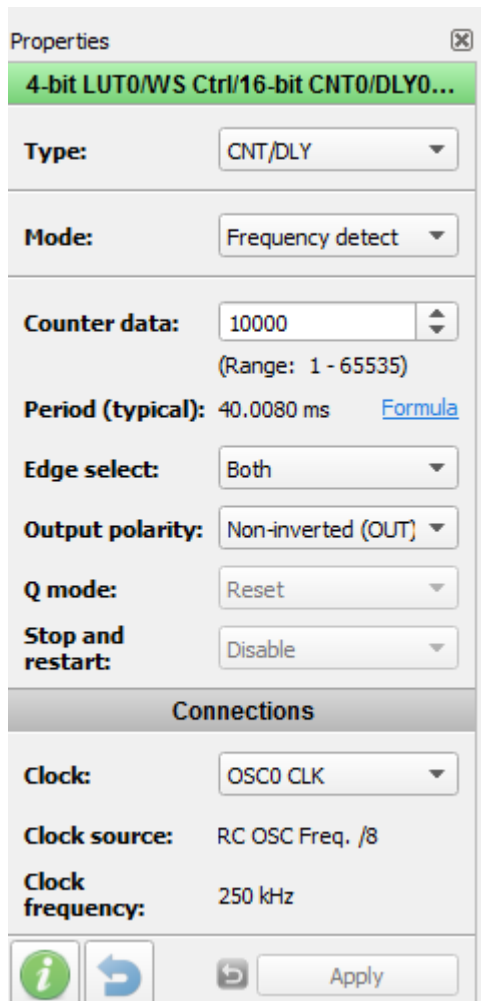 Properties
4-bit LUT0/WS Ctrl/16-bit CNT0/DLY0...
Type: CNT/DLY
Mode: Frequency detect
Counter data: 10000
(Range: 1 - 65535)
Period (typical): 40.0080 ms Formula
Edge select: Both
Output polarity: Non-inverted (OUT)
Q mode: Reset
Stop and
restart: Disable
Connections
Clock: OSC0 CLK
Clock source: RC OSC Freq. /8
Clock
frequency: 250 kHz
Apply